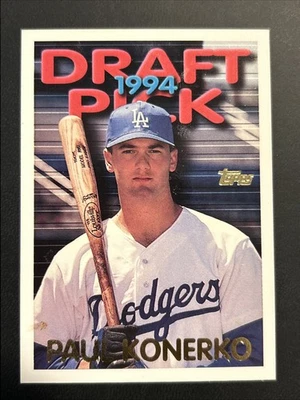 DRAFT
1994
PICK
LA
Topps
Dodgers
PAUL KONERKO